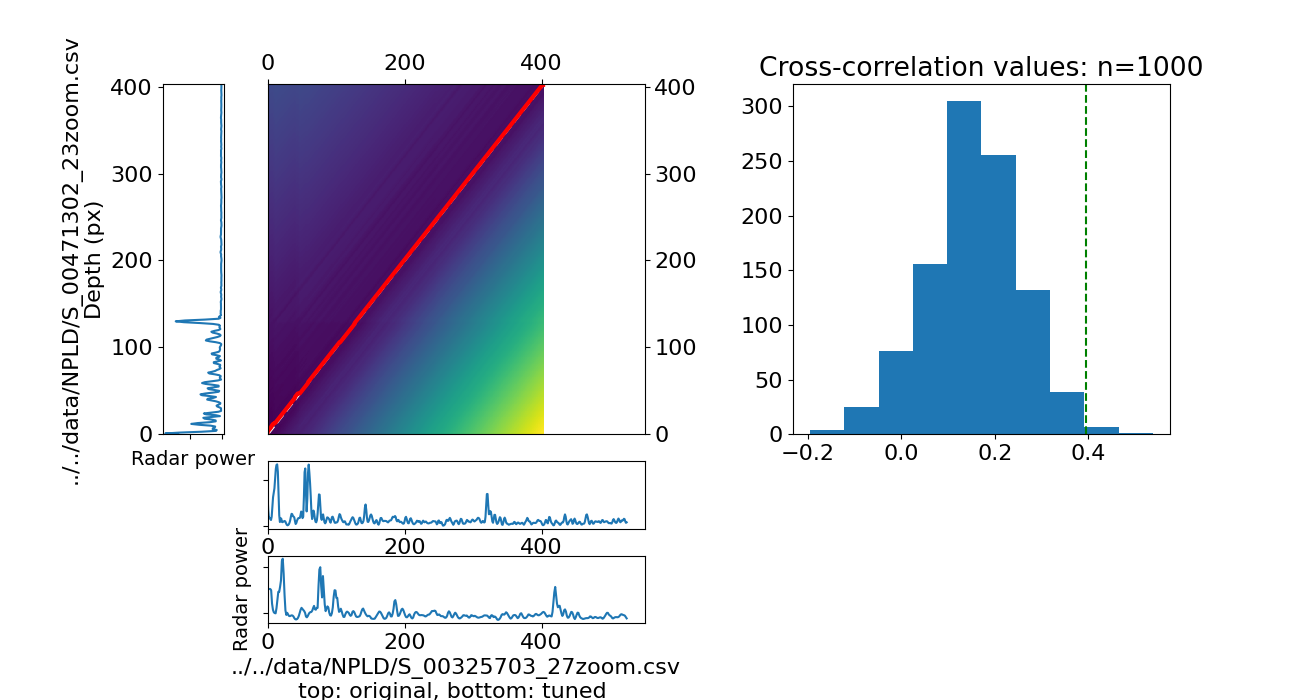 0 200 400
Cross-correlation values: n=1000
../../data/NPLD/S_00471302_23zoom.csv
Depth (px)
400
300
200
100
0
Radar power
400
300
200
100
0
300
250
200
150
100
50
0
−0.2 0.0 0.2 0.4
0 200 400
Radar power
0 200 400
../../data/NPLD/S_00325703_27zoom.csv
top: original, bottom: tuned